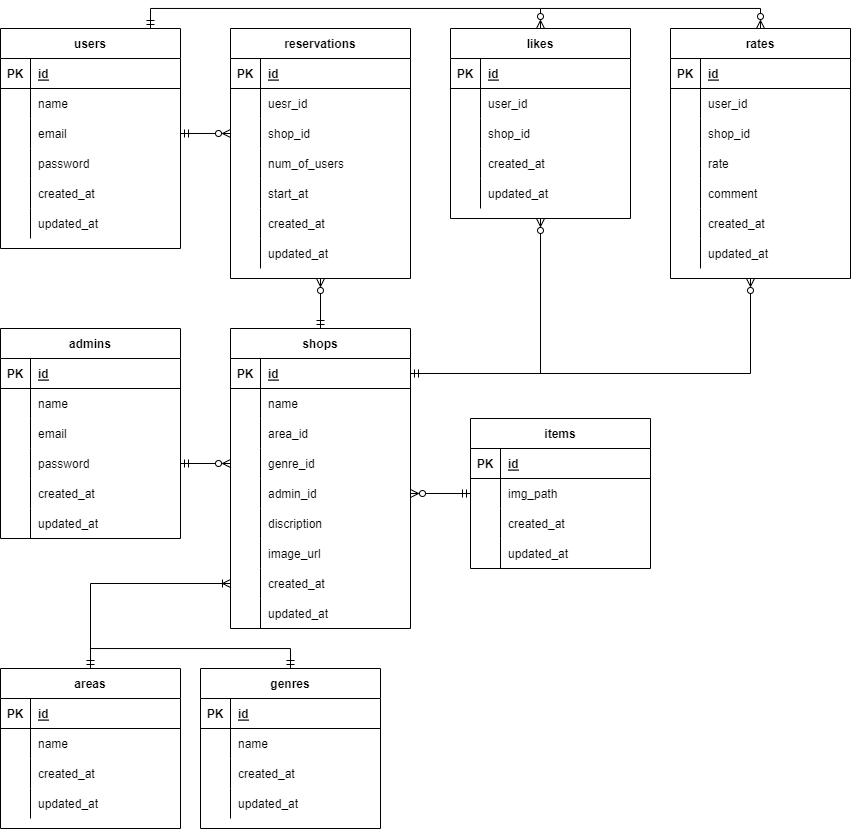 users
PK id
name
email
password
created_at
updated_at
reservations
PK id
uesr_id
shop_id
num_of_users
start_at
created_at
updated_at
likes
PK id
user_id
shop_id
created_at
updated_at
rates
PK id
user_id
shop_id
rate
comment
created_at
updated_at
admins
PK id
name
email
password
created_at
updated_at
shops
PK id
name
area_id
genre_id
admin_id
discription
image_url
created_at
updated_at
items
PK id
img_path
created_at
updated_at
areas
PK id
name
created_at
updated_at
genres
PK id
name
created_at
updated_at